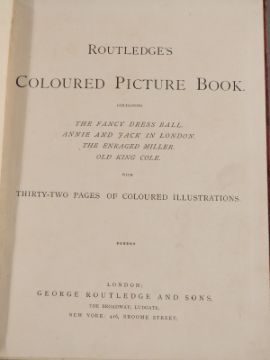 ROUTLEDGE'S
COLOURED PICTURE BOOK.
CONTAINING
THE FANCY DRESS BALL.
ANNIE AND JACK IN LONDON.
THE ENRAGED MILLER.
OLD KING COLE.
WITH
THIRTY-TWO PAGES OF COLOURED ILLUSTRATIONS.
LONDON:
GEORGE ROUTLEDGE AND SONS,
THE BROADWAY, LUDGATE.
NEW YORK: 416, BROOME STREET.